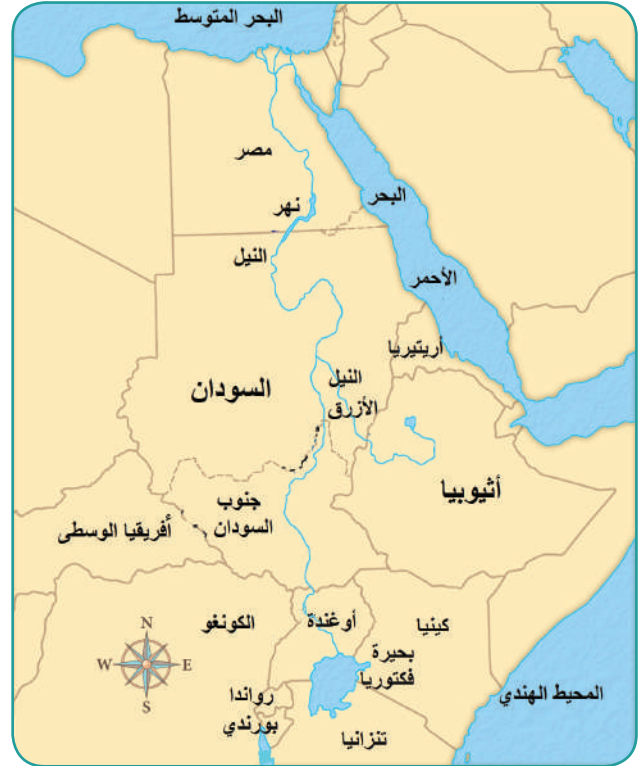 البحر المتوسط
مصر
نهر
النيل
البحر
الأحمر
أريتيريا
السودان
النيل
الأزرق
أثيوبيا
جنوب
السودان
أفريقيا الوسطى
الكونغو
أوغندة
كينيا
بحيرة
فكتوريا
رواندا
بورندي
تنزانيا
المحيط الهندي
N
W
E
S